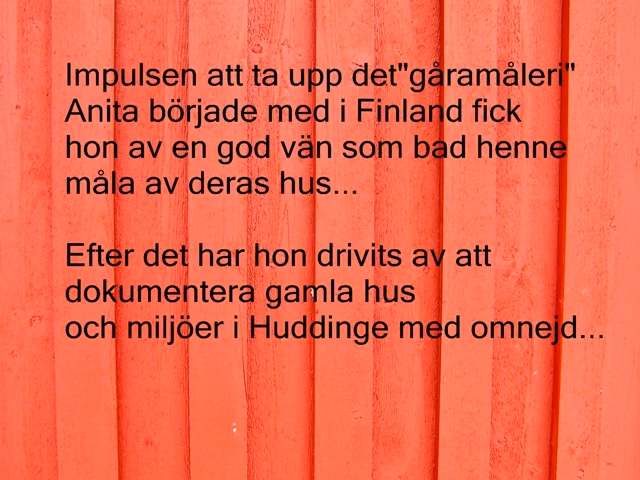 Impulsen att ta upp det"gåramåleri"
Anita började med i Finland fick
hon av en god vän som bad henne
måla av deras hus...
Efter det har hon drivits av att
dokumentera gamla hus
och miljöer i Huddinge med omnejd...